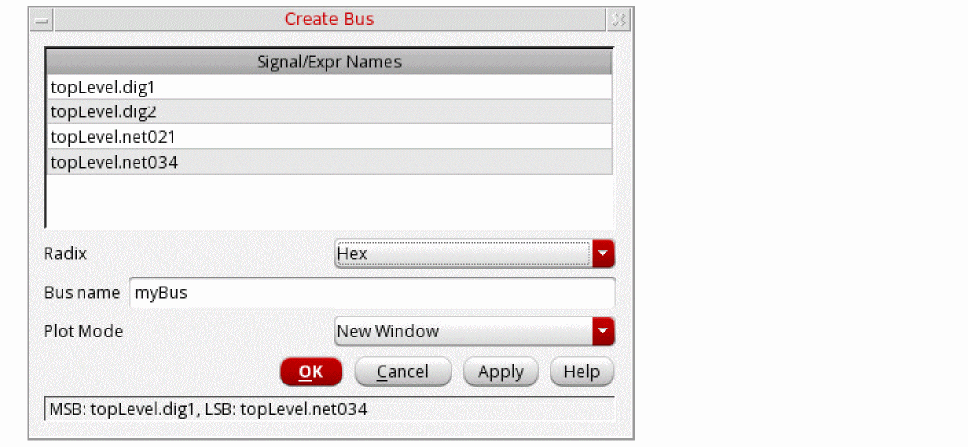 Create Bus
Signal/Expr Names
topLevel.dig1
topLevel.dig2
topLevel.net021
topLevel.net034
Radix Hex
Bus name myBus
Plot Mode New Window
OK Cancel Apply Help
MSB: topLevel.dig1, LSB: topLevel.net034